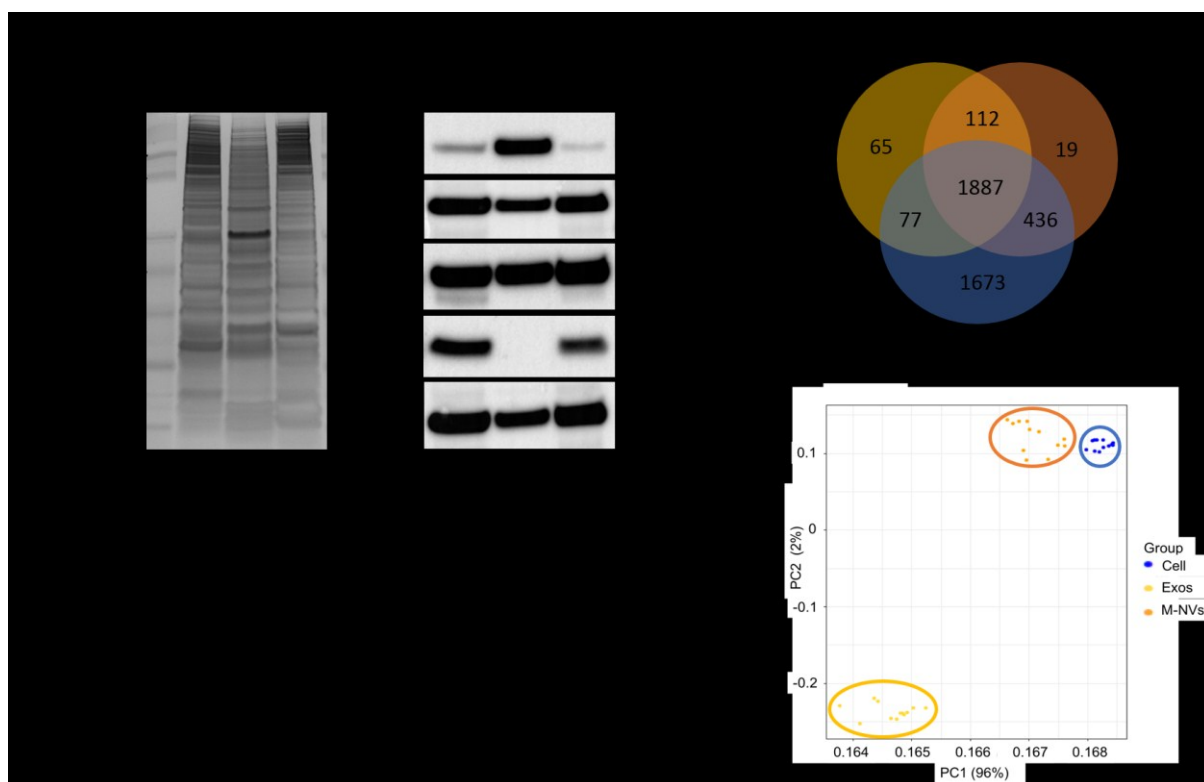 112
65
19
1887
77
436
1673
0.1
0
-0.1
-0.2
PC2 (2%)
Group
Cell
Exos
M-NVs
0.164 0.165 0.166 0.167 0.168
PC1 (96%)